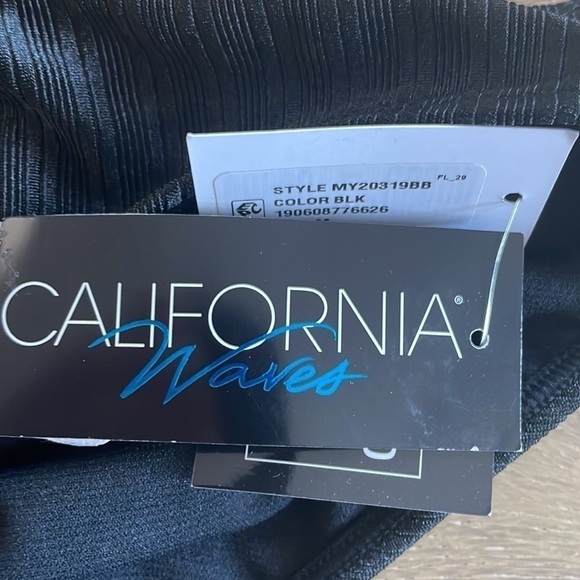 FL_29
STYLE MY20319BB
COLOR BLK
190608776626
CALIFORNIA®
Waves